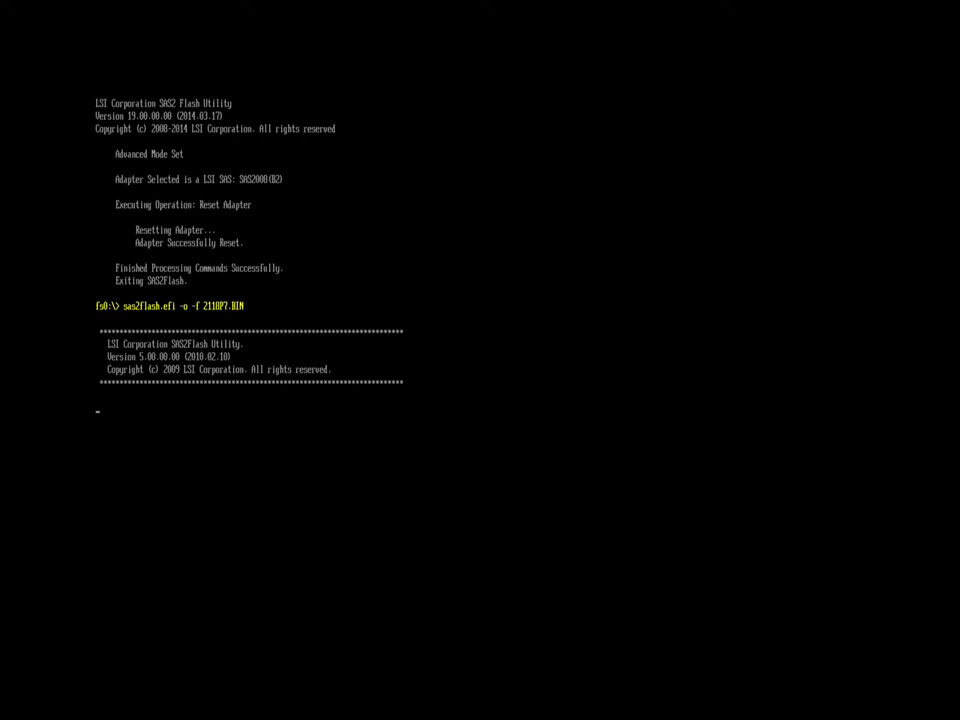 LSI Corporation SAS2 Flash Utility
Version 19.00.00.00 (2014.03.17)
Copyright (c) 2008-2014 LSI Corporation. All rights reserved
Advanced Mode Set
Adapter Selected is a LSI SAS: SAS2008(B2)
Executing Operation: Reset Adapter
Resetting Adapter...
Adapter Successfully Reset.
Finished Processing Commands Successfully.
Exiting SAS2Flash.
fs0:\> sas2flash.efi -o -f 2118P7.BIN
****************************************************************************
LSI Corporation SAS2Flash Utility.
Version 5.00.00.00 (2010.02.10)
Copyright (c) 2009 LSI Corporation. All rights reserved.
****************************************************************************
_